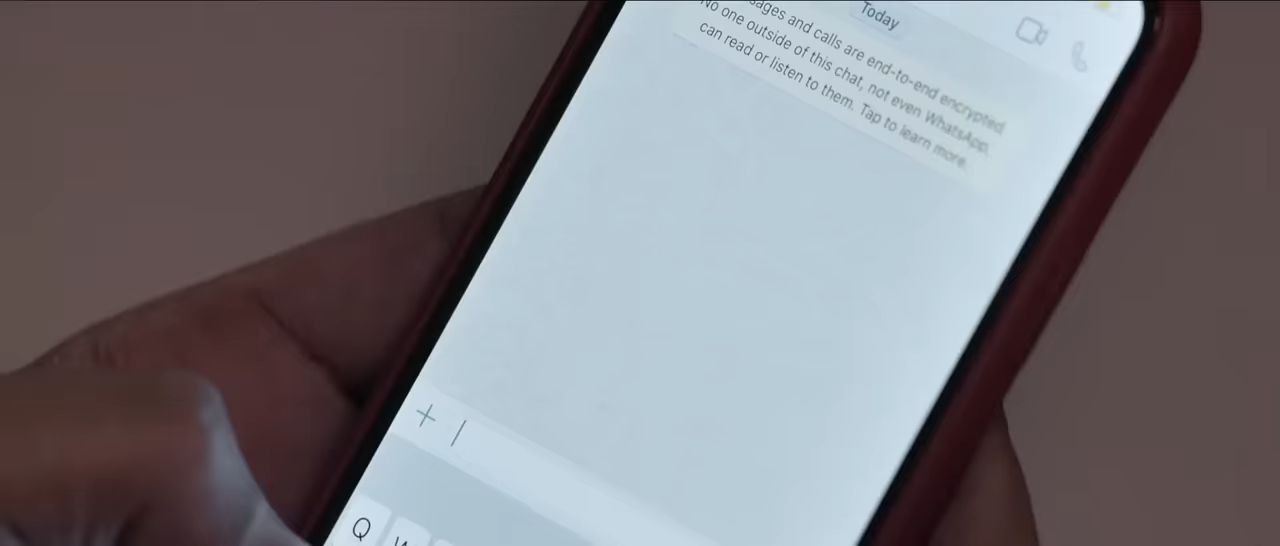 Today
ages and calls are end-to-end encrypted.
No one outside of this chat, not even WhatsApp,
can read or listen to them. Tap to learn more.
Q